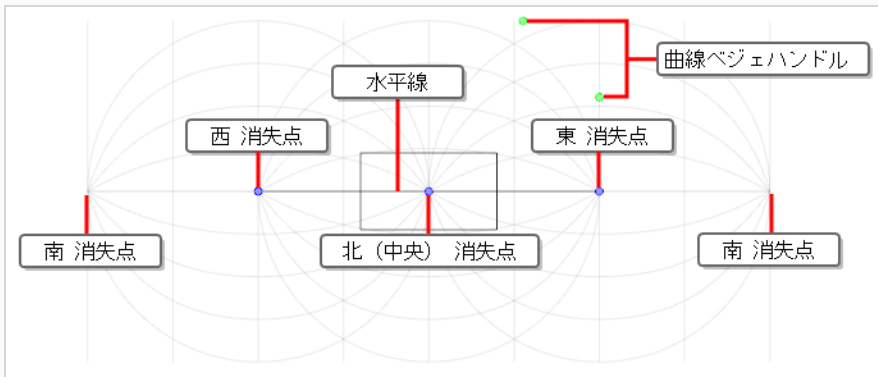 曲線ベジェハンドル
水平線
西 消失点
東 消失点
南 消失点
北（中央） 消失点
南 消失点